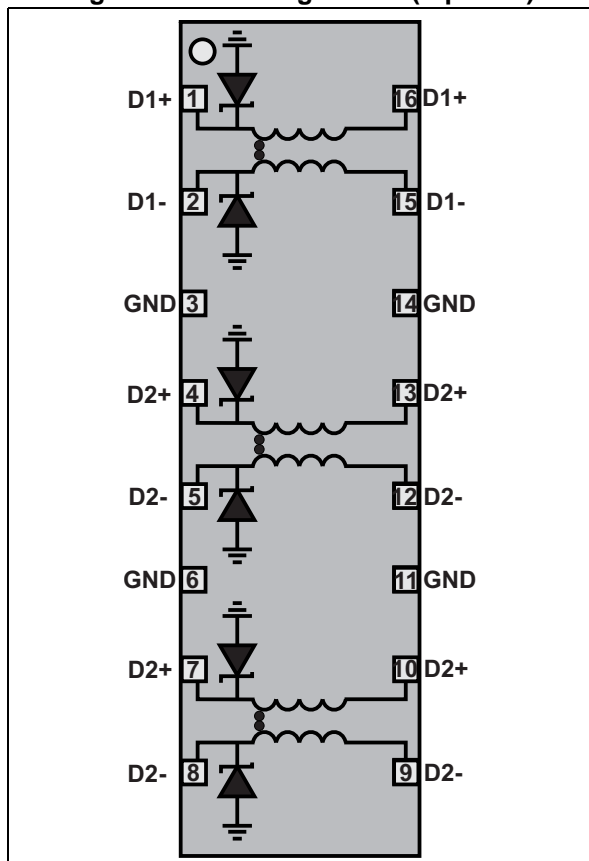 D1+ 1 16 D1+
D1- 2 15 D1-
GND 3 14 GND
D2+ 4 13 D2+
D2- 5 12 D2-
GND 6 11 GND
D2+ 7 10 D2+
D2- 8 9 D2-